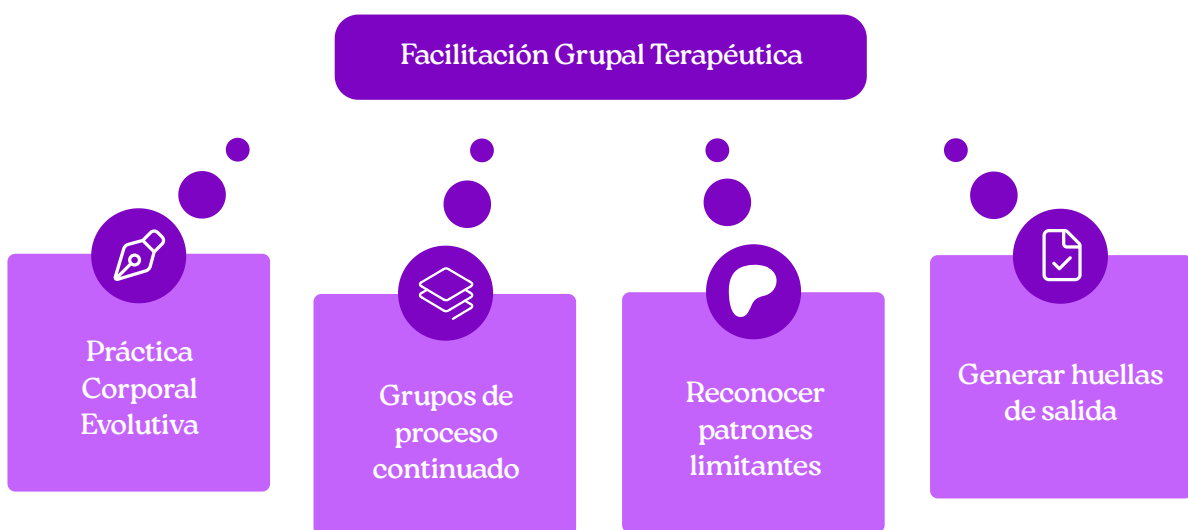 Facilitación Grupal Terapéutica
Práctica
Corporal
Evolutiva
Grupos de
proceso
continuado
Reconocer
patrones
limitantes
Generar huellas
de salida